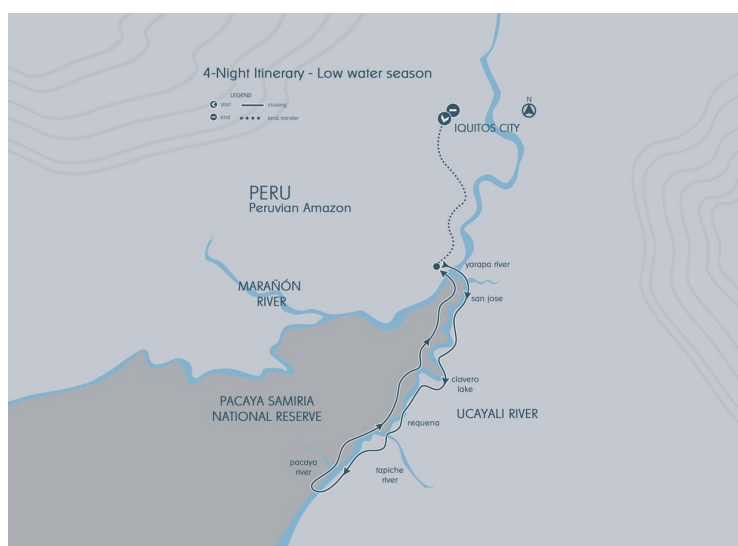 4-Night Itinerary - Low water season
LEGEND
start
cruising
end
land transfer
N
IQUITOS CITY
PERU
Peruvian Amazon
yarapa river
MARAÑÓN
RIVER
san jose
clavero
lake
PACAYA SAMIRIA
NATIONAL RESERVE
UCAYALI RIVER
requena
pacaya
river
tapiche
river